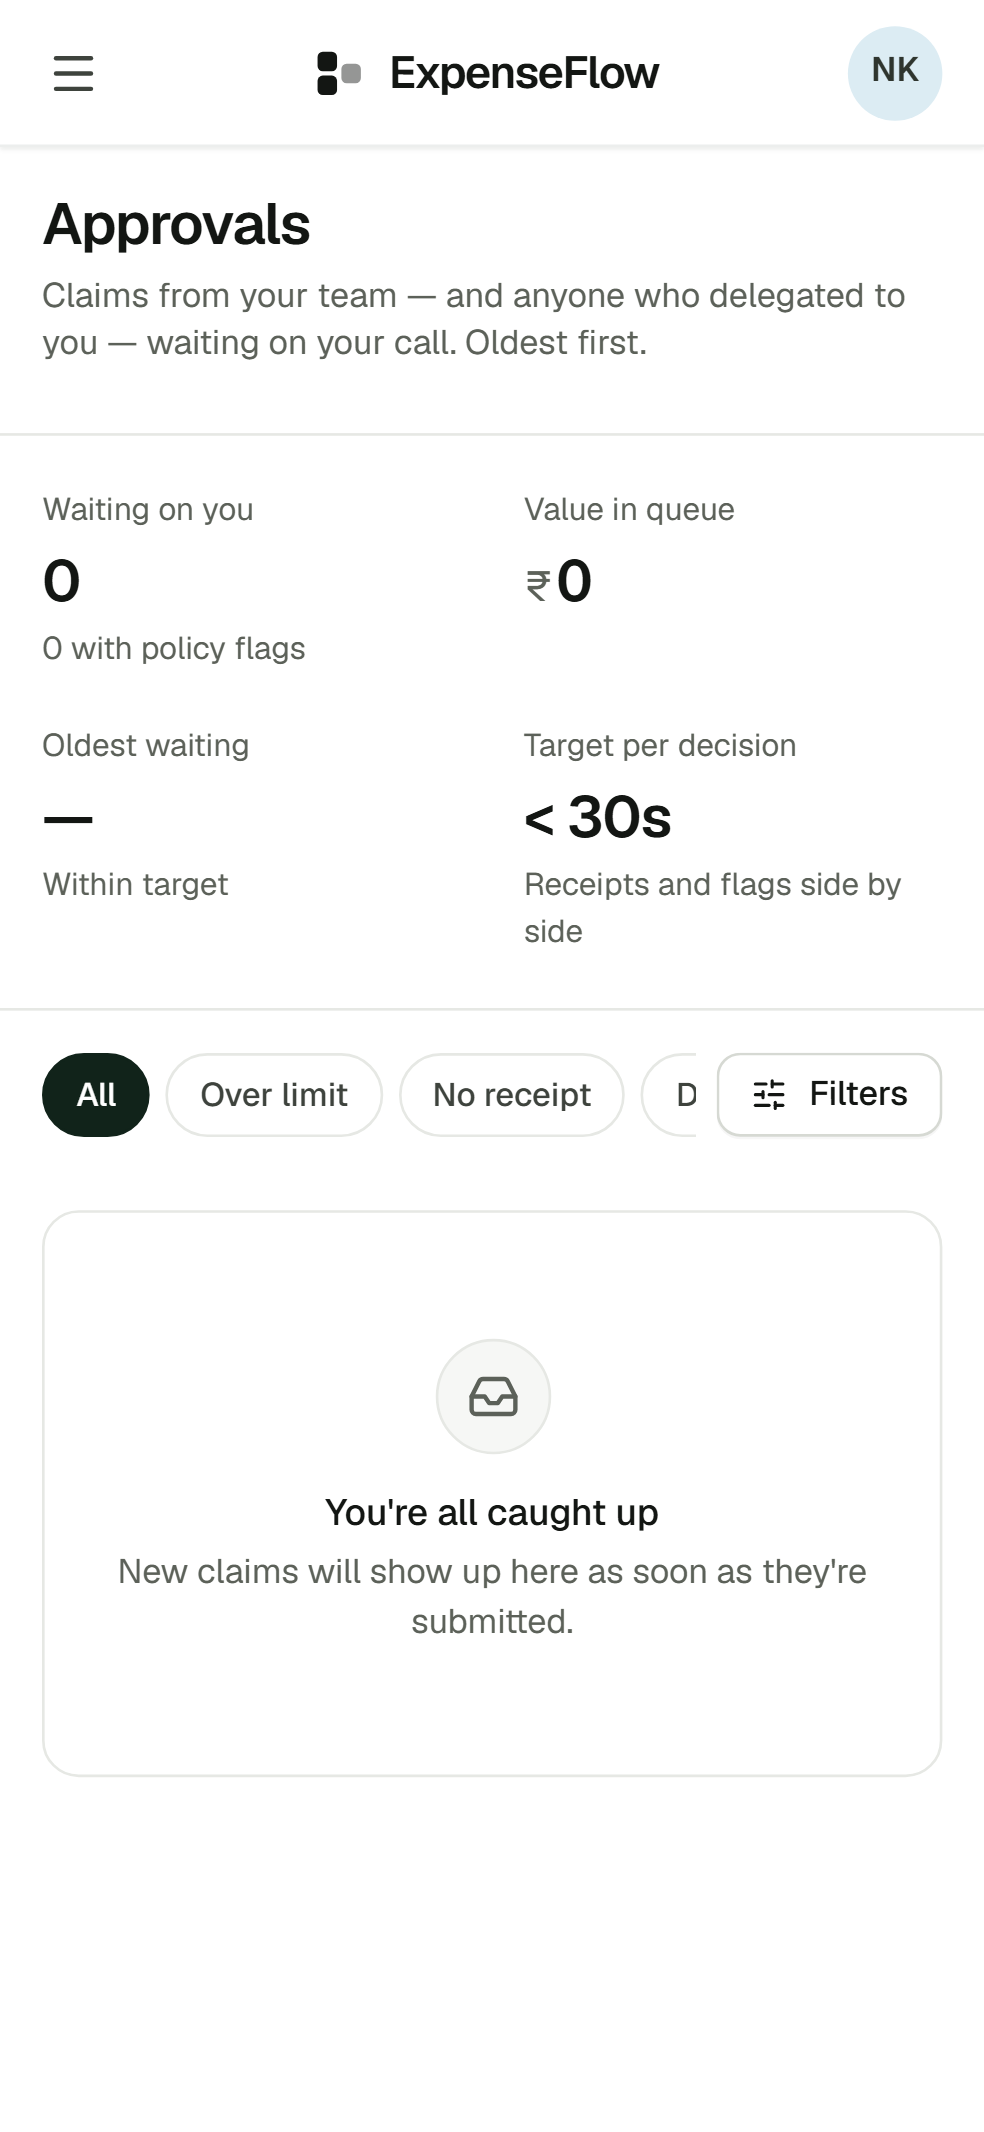 ExpenseFlow
NK
Approvals
Claims from your team — and anyone who delegated to
you — waiting on your call. Oldest first.
Waiting on you
0
0 with policy flags
Value in queue
₹0
Oldest waiting
—
Within target
Target per decision
< 30s
Receipts and flags side by
side
All
Over limit
No receipt
D
Filters
You're all caught up
New claims will show up here as soon as they're
submitted.